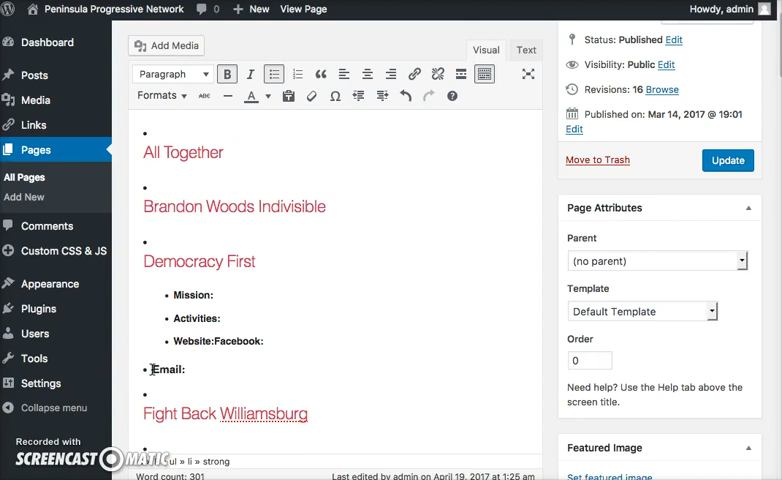 Peninsula Progressive Network 0 New View Page Howdy, admin
Dashboard
Posts
Media
Links
Pages
All Pages
Add New
Comments
Custom CSS & JS
Appearance
Plugins
Users
Tools
Settings
Collapse menu
Recorded with
SCREENCAST-O-MATIC
Add Media
Visual Text
Paragraph B I
Formats ABC A
All Together
Brandon Woods Indivisible
Democracy First
Mission:
Activities:
Website:Facebook:
Email:
Fight Back Williamsburg
ul » li » strong
Word count: 301 Last edited by admin on April 19, 2017 at 1:25 am
Status: Published Edit
Visibility: Public Edit
Revisions: 16 Browse
Published on: Mar 14, 2017 @ 19:01
Edit
Move to Trash Update
Page Attributes
Parent
(no parent)
Template
Default Template
Order
0
Need help? Use the Help tab above the
screen title.
Featured Image
Set featured image